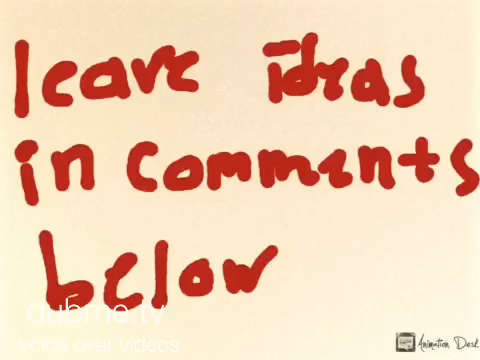 leave ideas
in comments
below
dubme.tv
voice over videos
Animation Desk